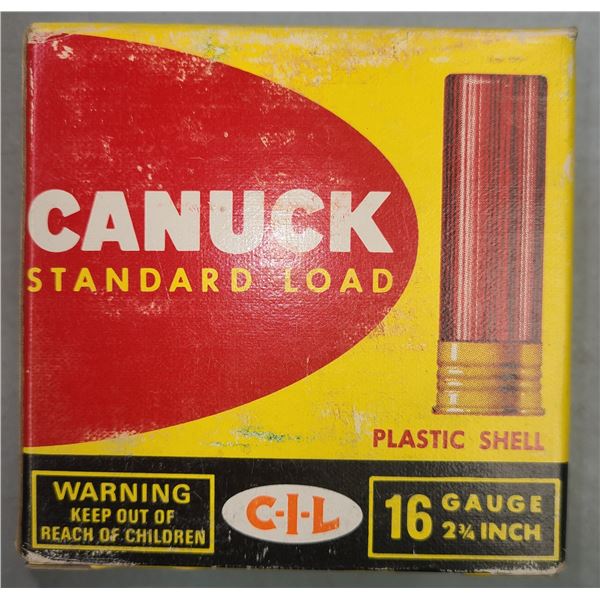 CANUCK
STANDARD LOAD
PLASTIC SHELL
WARNING
KEEP OUT OF
REACH OF CHILDREN
C-I-L
16 GAUGE
2¾ INCH